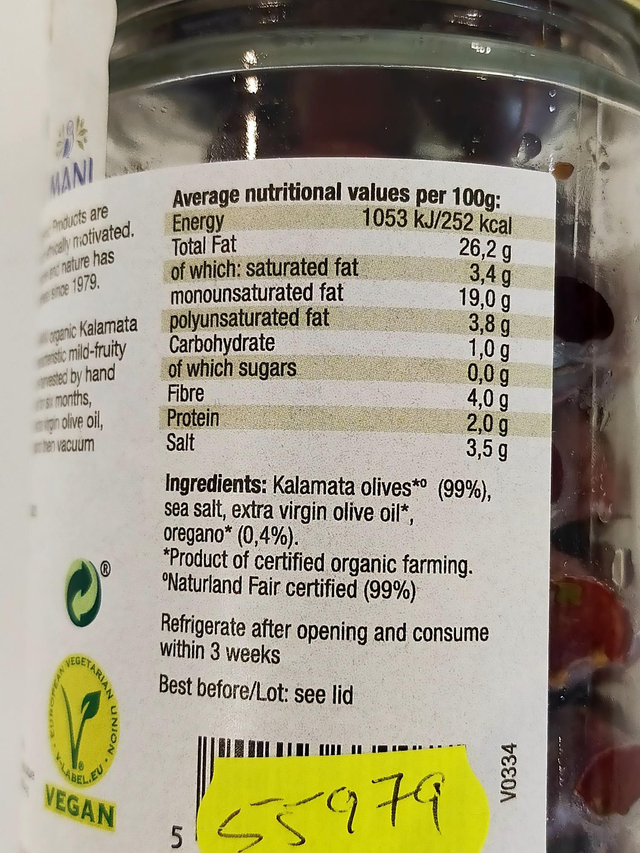 MANI
Products are
motivated.
and nature has
since 1979.
organic Kalamata
mild-fruity
by hand
six months,
virgin olive oil,
then vacuum
Average nutritional values per 100g:
Energy 1053 kJ/252 kcal
Total Fat 26,2 g
of which: saturated fat 3,4 g
monounsaturated fat 19,0 g
polyunsaturated fat 3,8 g
Carbohydrate 1,0 g
of which sugars 0,0 g
Fibre 4,0 g
Protein 2,0 g
Salt 3,5 g
Ingredients: Kalamata olives*° (99%),
sea salt, extra virgin olive oil*,
oregano* (0,4%).
*Product of certified organic farming.
°Naturland Fair certified (99%)
Refrigerate after opening and consume
within 3 weeks
Best before/Lot: see lid
®
EUROPEAN VEGETARIAN UNION
V-LABEL.EU
VEGAN
V0334
5
55979